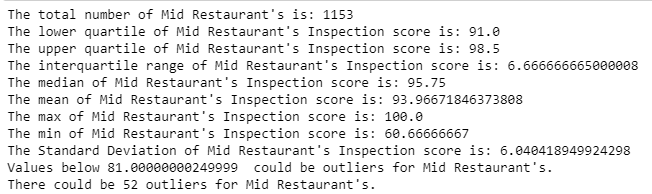 The total number of Mid Restaurant's is: 1153
The lower quartile of Mid Restaurant's Inspection score is: 91.0
The upper quartile of Mid Restaurant's Inspection score is: 98.5
The interquartile range of Mid Restaurant's Inspection score is: 6.666666665000008
The median of Mid Restaurant's Inspection score is: 95.75
The mean of Mid Restaurant's Inspection score is: 93.96671846373808
The max of Mid Restaurant's Inspection score is: 100.0
The min of Mid Restaurant's Inspection score is: 60.66666667
The Standard Deviation of Mid Restaurant's Inspection score is: 6.040418949924298
Values below 81.00000000249999  could be outliers for Mid Restaurant's.
There could be 52 outliers for Mid Restaurant's.